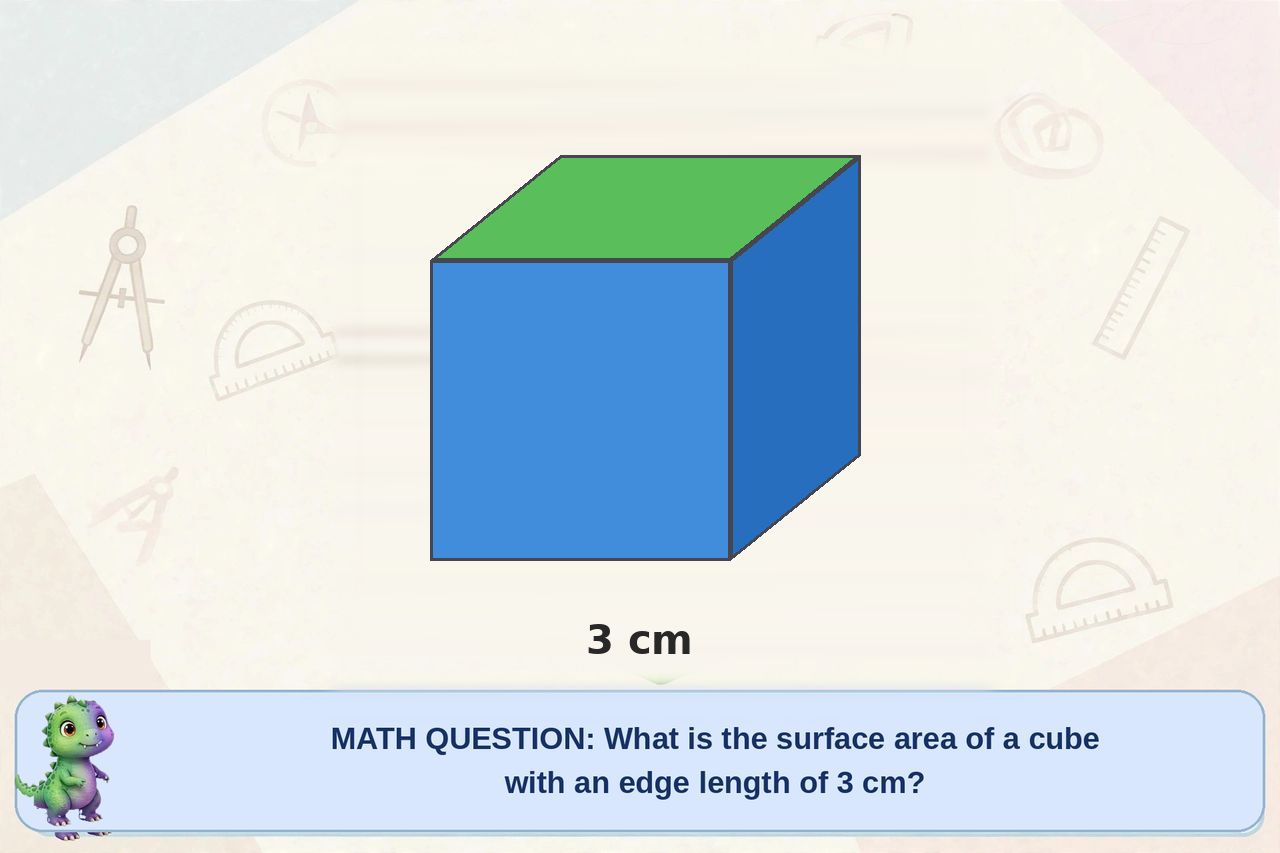 3 cm
MATH QUESTION: What is the surface area of a cube
with an edge length of 3 cm?